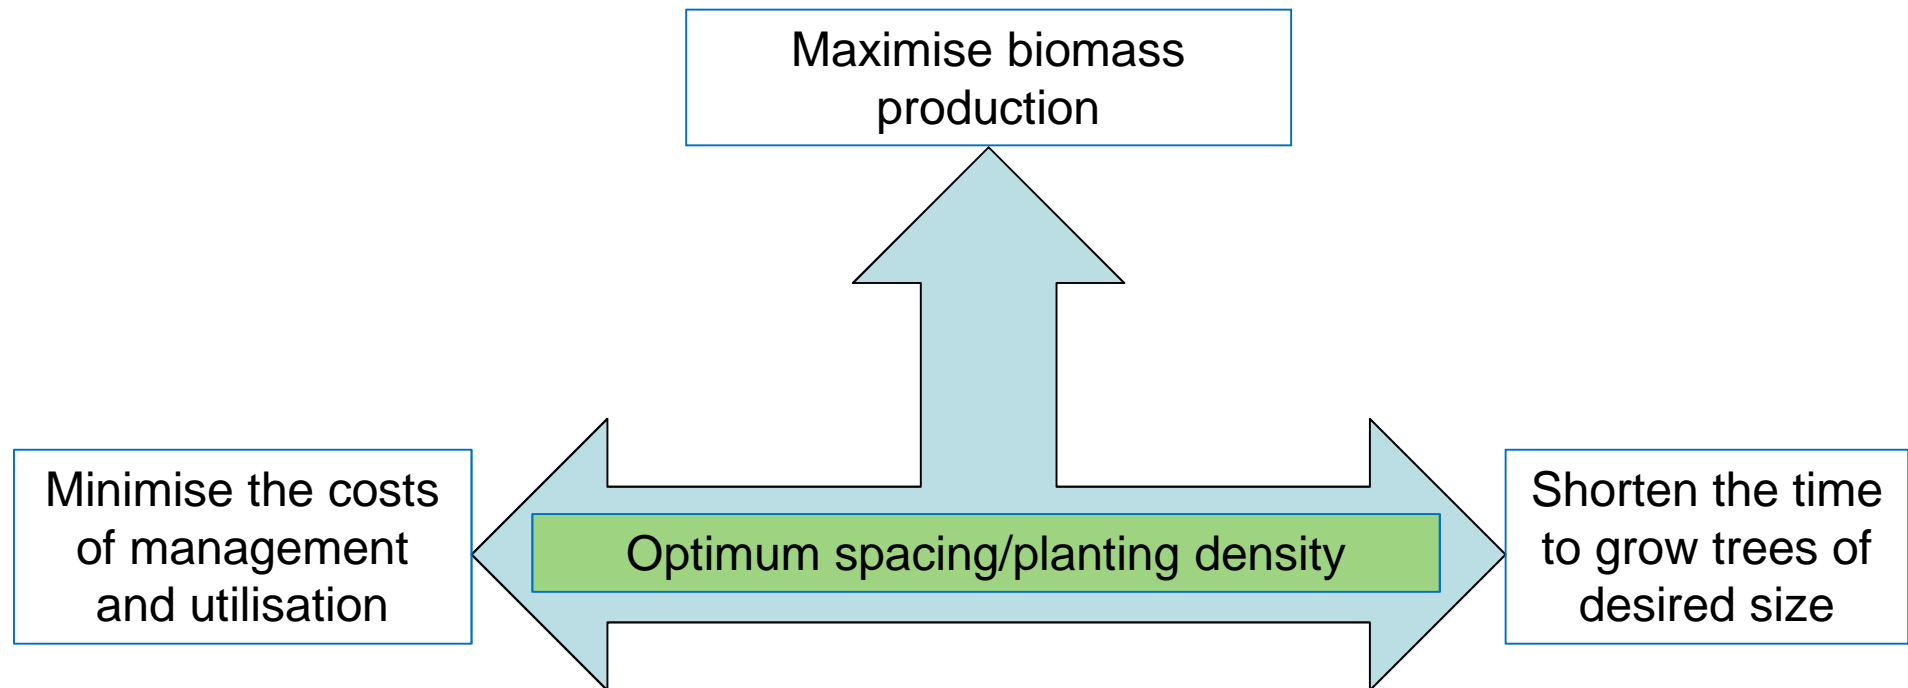 Maximise biomass
production
Minimise the costs
of management
and utilisation
Optimum spacing/planting density
Shorten the time
to grow trees of
desired size